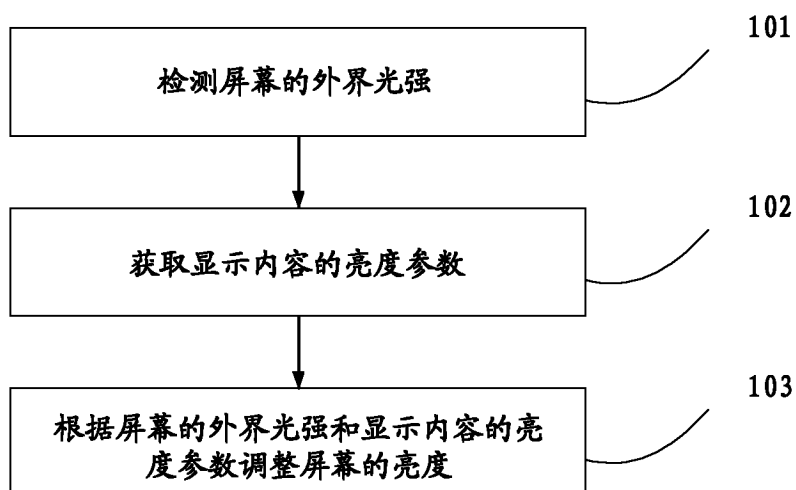 101
检测屏幕的外界光强
102
获取显示内容的亮度参数
103
根据屏幕的外界光强和显示内容的亮
度参数调整屏幕的亮度